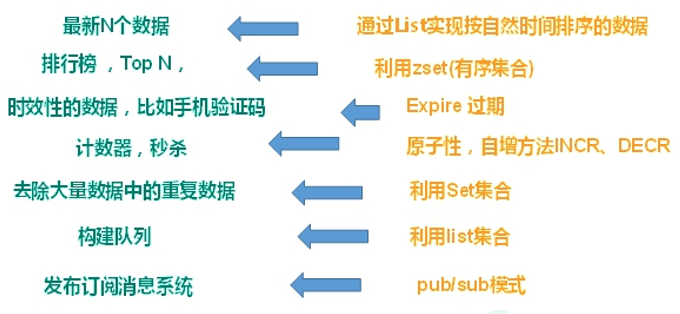 最新N个数据 通过List实现按自然时间排序的数据
排行榜，Top N， 利用zset(有序集合)
时效性的数据，比如手机验证码 Expire 过期
计数器，秒杀 原子性，自增方法INCR、DECR
去除大量数据中的重复数据 利用Set集合
构建队列 利用list集合
发布订阅消息系统 pub/sub模式